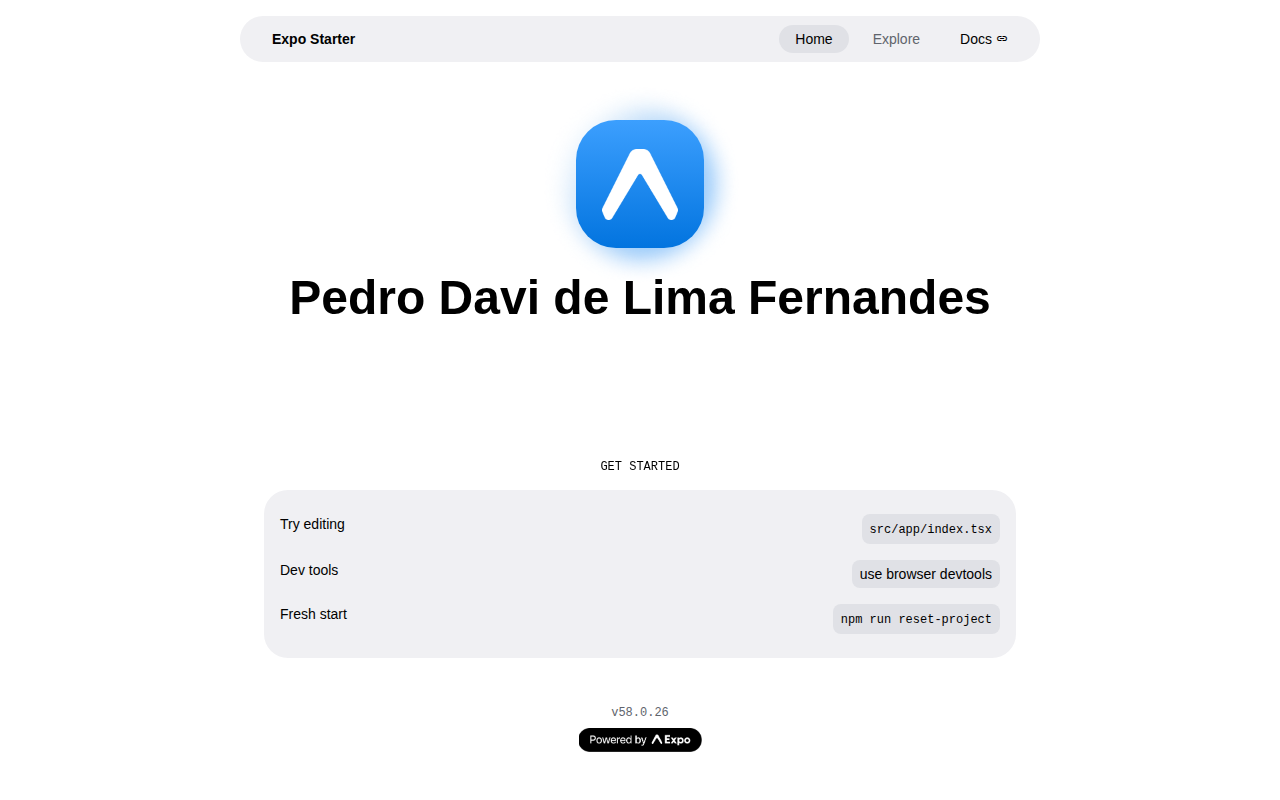 Expo Starter Home Explore Docs
Pedro Davi de Lima Fernandes
GET STARTED
Try editing src/app/index.tsx
Dev tools use browser devtools
Fresh start npm run reset-project
v58.0.26
Powered by Expo